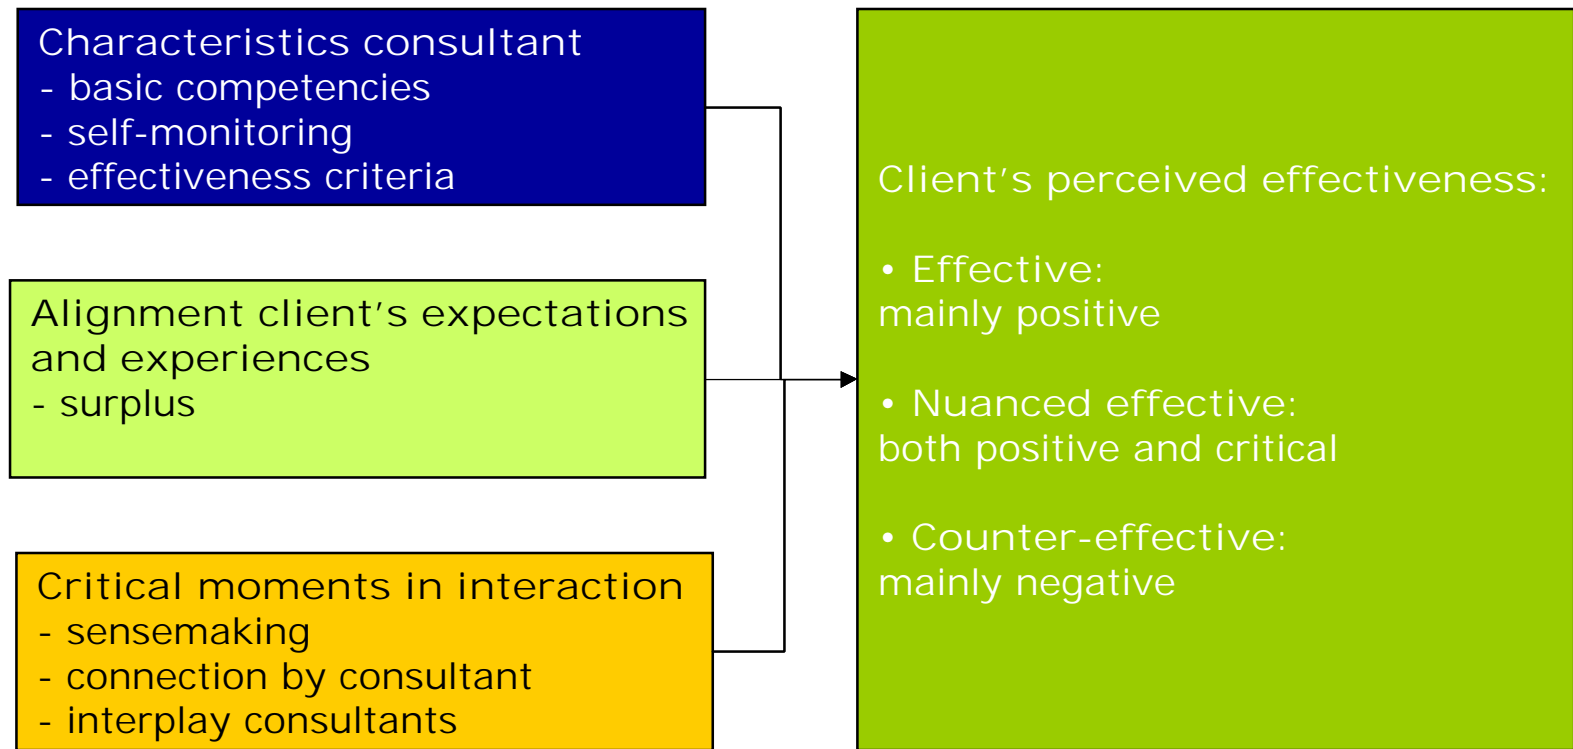 Characteristics consultant
- basic competencies
- self-monitoring
- effectiveness criteria
Alignment client's expectations
and experiences
- surplus
Critical moments in interaction
- sensemaking
- connection by consultant
- interplay consultants
Client's perceived effectiveness:
• Effective:
mainly positive
• Nuanced effective:
both positive and critical
• Counter-effective:
mainly negative